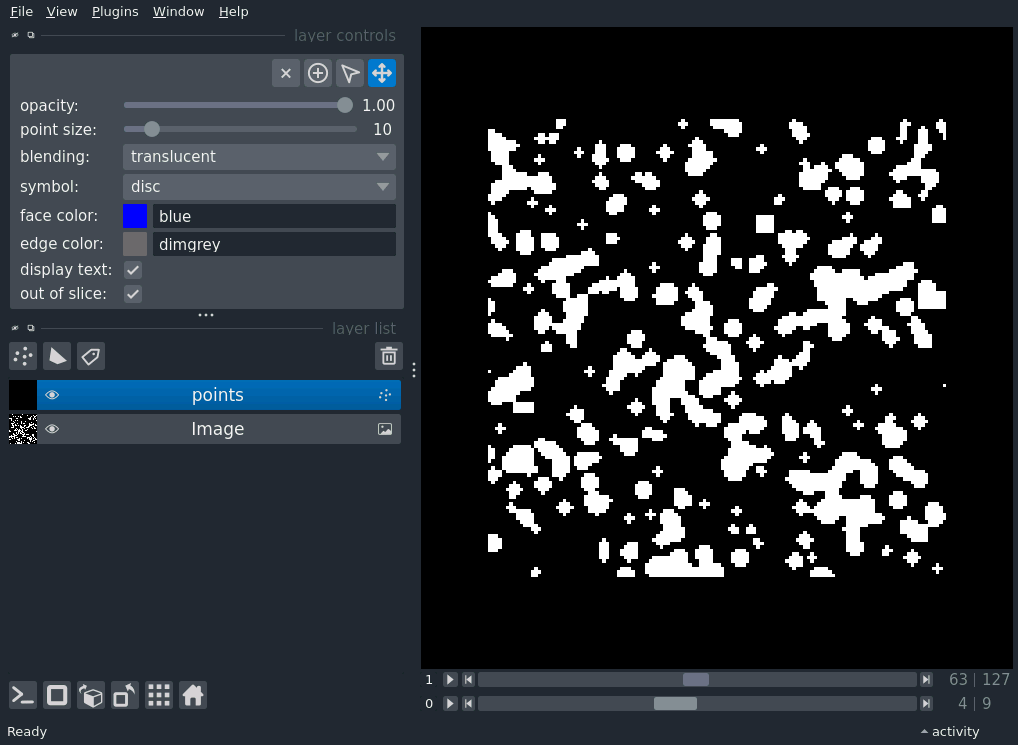 File View Plugins Window Help
layer controls
opacity: 1.00
point size: 10
blending: translucent
symbol: disc
face color: blue
edge color: dimgrey
display text:
out of slice:
layer list
points
Image
1 63 | 127
0 4 | 9
Ready activity